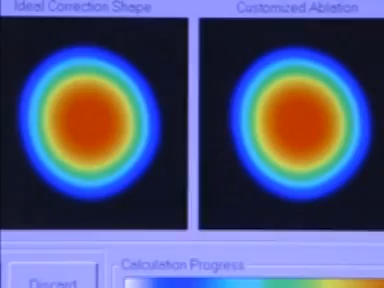 Ideal Correction Shape
Customized Ablation
Calculation Progress
Discard